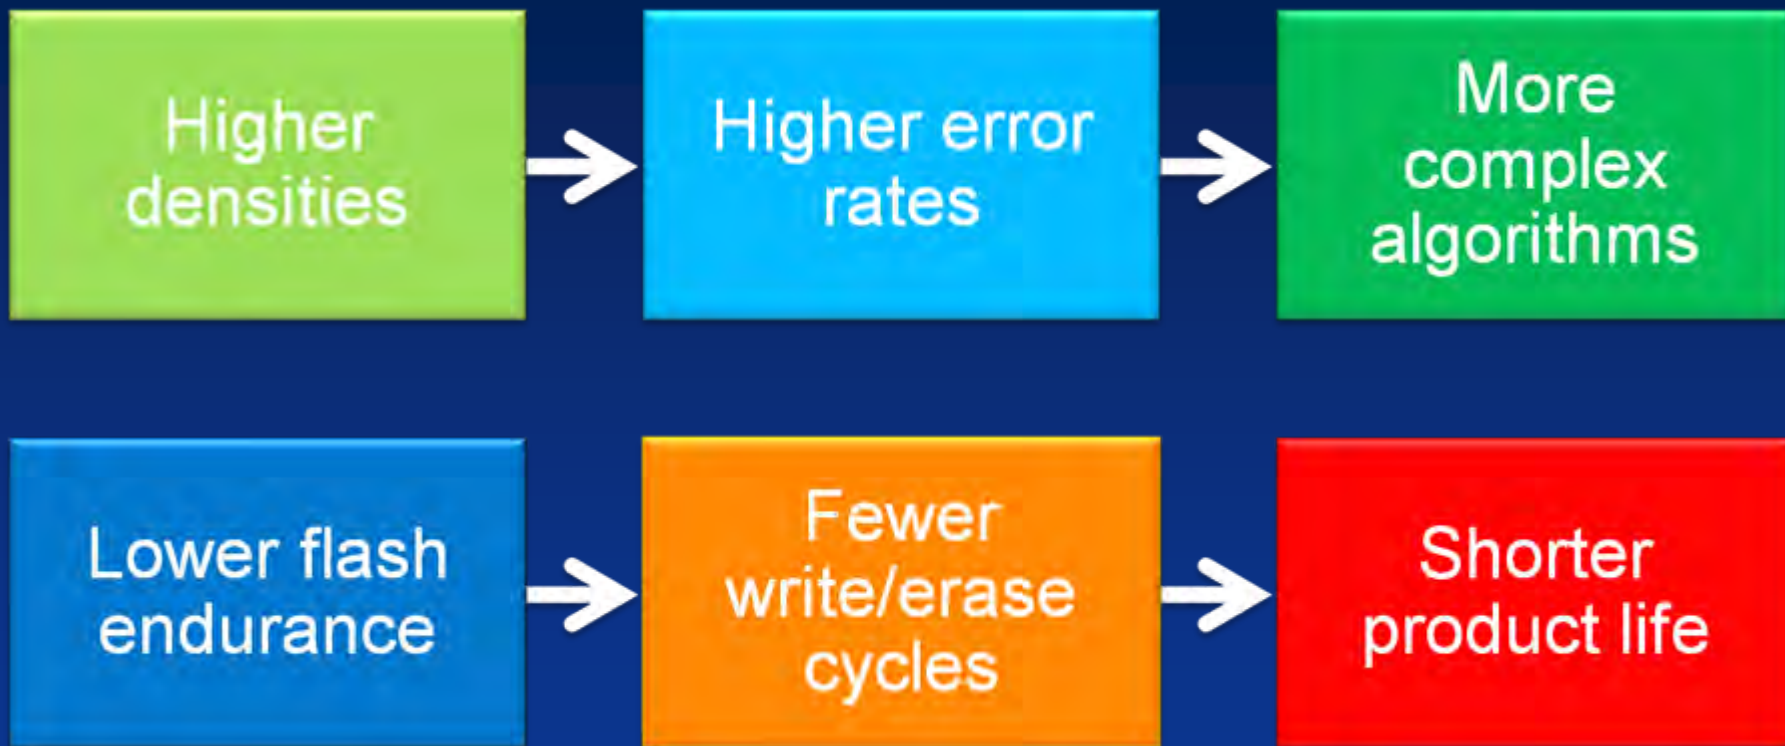 Higher
densities
Higher error
rates
More
complex
algorithms
Lower flash
endurance
Fewer
write/erase
cycles
Shorter
product life